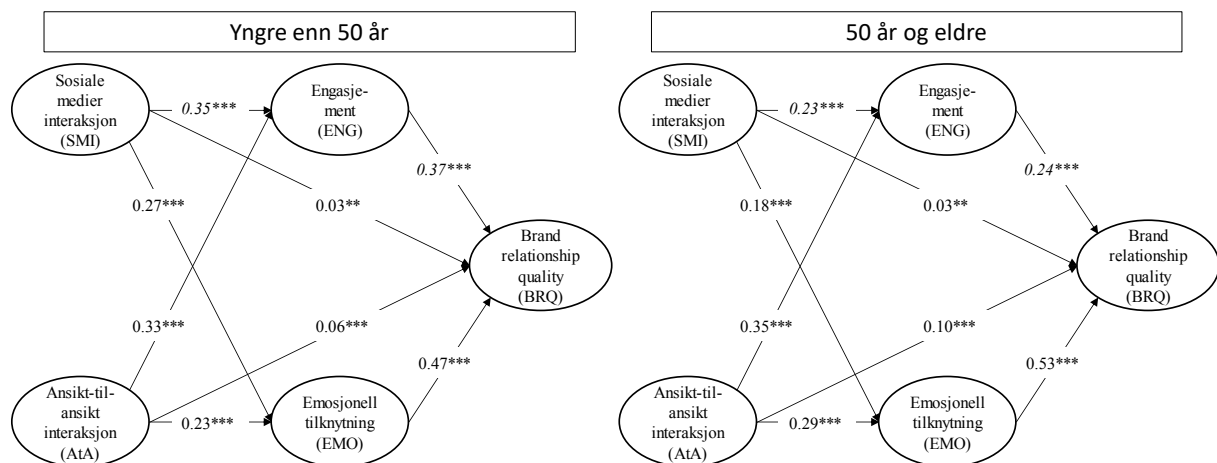 Yngre enn 50 år
Sosiale
medier
interaksjon
(SMI)
0.35***
Engasje-
ment
(ENG)
0.37***
0.27***
0.03**
Brand
relationship
quality
(BRQ)
0.33***
0.06***
0.47***
Ansikt-til-
ansikt
interaksjon
(AtA)
0.23***
Emosjonell
tilknytning
(EMO)
50 år og eldre
Sosiale
medier
interaksjon
(SMI)
0.23***
Engasje-
ment
(ENG)
0.24***
0.18***
0.03**
Brand
relationship
quality
(BRQ)
0.35***
0.10***
0.53***
Ansikt-til-
ansikt
interaksjon
(AtA)
0.29***
Emosjonell
tilknytning
(EMO)